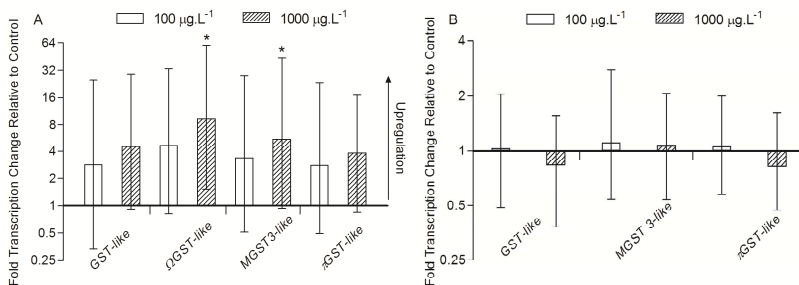 A
100 µg.L⁻¹
1000 µg.L⁻¹
Fold Transcription Change Relative to Control
64
32
16
8
4
2
1
0.5
0.25
*
*
Upregulation
GST-like
ΩGST-like
MGST3-like
πGST-like
B
100 µg.L⁻¹
1000 µg.L⁻¹
Fold Transcription Change Relative to Control
4
2
1
0.5
0.25
GST-like
MGST 3-like
πGST-like